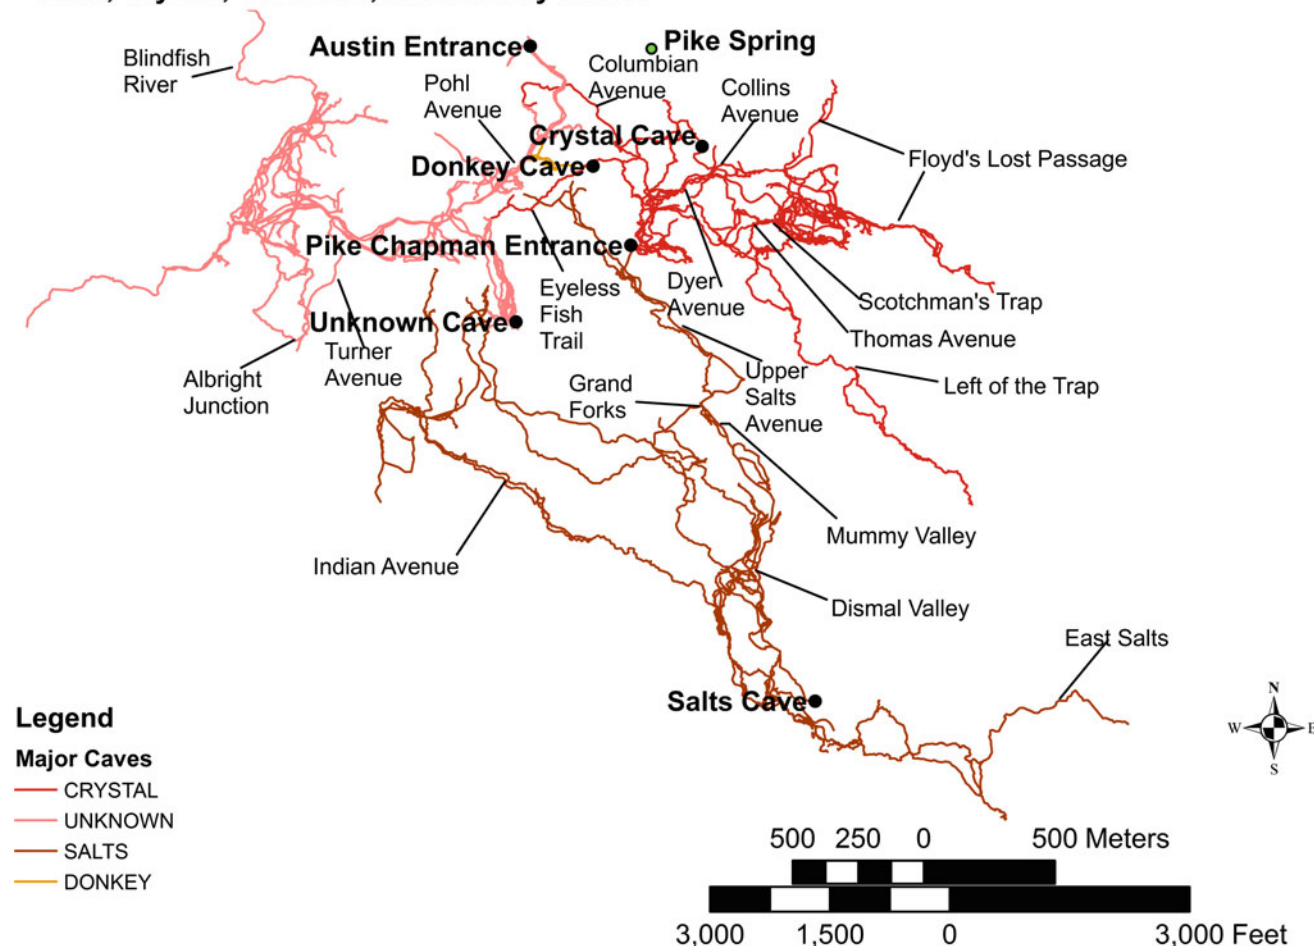 Blindfish
River
Austin Entrance
Pike Spring
Pohl
Avenue
Columbian
Avenue
Collins
Avenue
Crystal Cave
Donkey Cave
Floyd's Lost Passage
Pike Chapman Entrance
Eyeless
Fish
Trail
Dyer
Avenue
Scotchman's Trap
Thomas Avenue
Unknown Cave
Turner
Avenue
Albright
Junction
Grand
Forks
Upper
Salts
Avenue
Left of the Trap
Mummy Valley
Indian Avenue
Dismal Valley
East Salts
Salts Cave
Legend
Major Caves
CRYSTAL
UNKNOWN
SALTS
DONKEY
N
W E
S
500 250 0 500 Meters
3,000 1,500 0 3,000 Feet